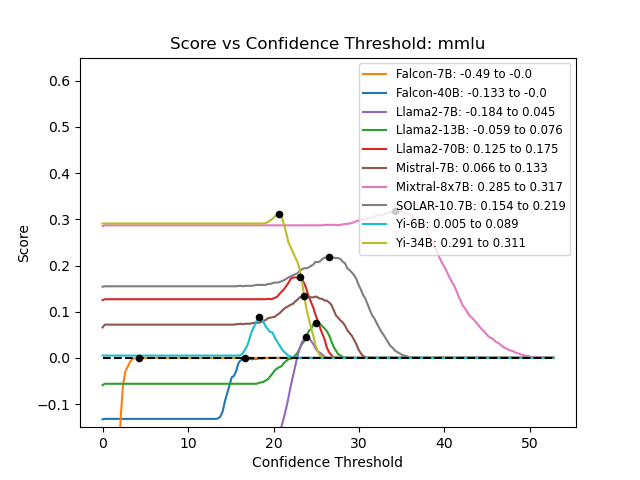 Score vs Confidence Threshold: mmlu
Falcon-7B: -0.49 to -0.0
Falcon-40B: -0.133 to -0.0
Llama2-7B: -0.184 to 0.045
Llama2-13B: -0.059 to 0.076
Llama2-70B: 0.125 to 0.175
Mistral-7B: 0.066 to 0.133
Mixtral-8x7B: 0.285 to 0.317
SOLAR-10.7B: 0.154 to 0.219
Yi-6B: 0.005 to 0.089
Yi-34B: 0.291 to 0.311
Score
0.6
0.5
0.4
0.3
0.2
0.1
0.0
−0.1
0 10 20 30 40 50
Confidence Threshold